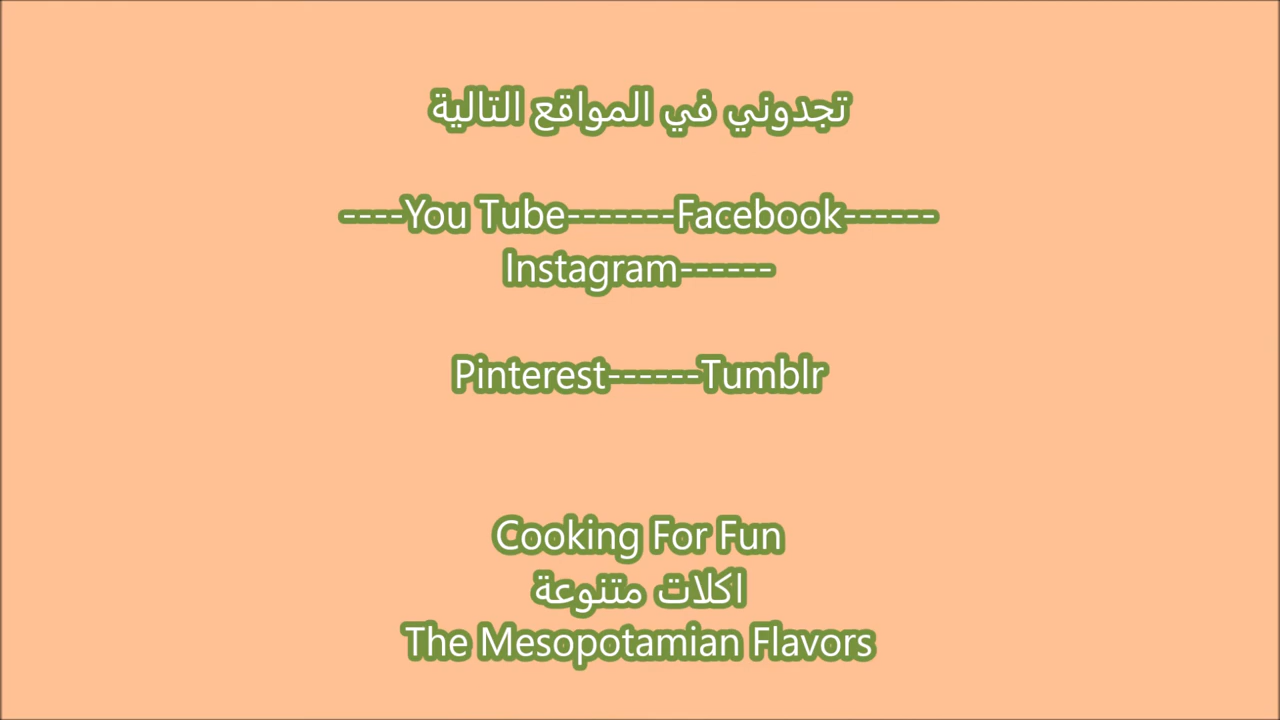 تجدوني في المواقع التالية
----You Tube-------Facebook------
Instagram------
Pinterest------Tumblr
Cooking For Fun
اكلات متنوعة
The Mesopotamian Flavors